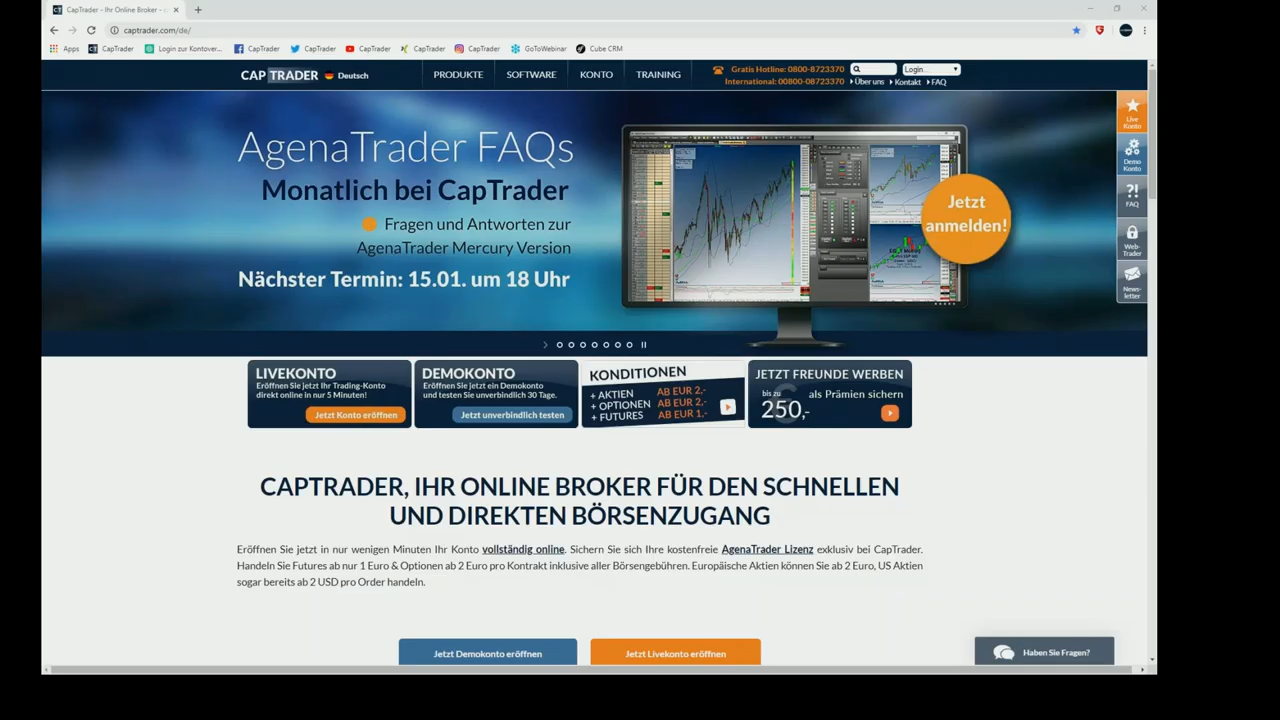 CapTrader - Ihr Online Broker -
captrader.com/de/
Apps CapTrader Login zur Kontover... CapTrader CapTrader CapTrader CapTrader CapTrader GoToWebinar Cube CRM
CAPTRADER Deutsch PRODUKTE SOFTWARE KONTO TRAINING
Gratis Hotline: 0800-8723370 Login...
International: 00800-08723370 Über uns Kontakt FAQ
AgenaTrader FAQs
Monatlich bei CapTrader
Fragen und Antworten zur
AgenaTrader Mercury Version
Nächster Termin: 15.01. um 18 Uhr
Jetzt
anmelden!
Live
Konto
Demo
Konto
?!
FAQ
Web-
Trader
News-
letter
LIVEKONTO
Eröffnen Sie jetzt Ihr Trading-Konto
direkt online in nur 5 Minuten!
Jetzt Konto eröffnen
DEMOKONTO
Eröffnen Sie jetzt ein Demokonto
und testen Sie unverbindlich 30 Tage.
Jetzt unverbindlich testen
KONDITIONEN
+ AKTIEN AB EUR 2,-
+ OPTIONEN AB EUR 2,-
+ FUTURES AB EUR 1,-
JETZT FREUNDE WERBEN
bis zu als Prämien sichern
€
250,-
CAPTRADER, IHR ONLINE BROKER FÜR DEN SCHNELLEN
UND DIREKTEN BÖRSENZUGANG
Eröffnen Sie jetzt in nur wenigen Minuten Ihr Konto vollständig online. Sichern Sie sich Ihre kostenfreie AgenaTrader Lizenz exklusiv bei CapTrader.
Handeln Sie Futures ab nur 1 Euro & Optionen ab 2 Euro pro Kontrakt inklusive aller Börsengebühren. Europäische Aktien können Sie ab 2 Euro, US Aktien
sogar bereits ab 2 USD pro Order handeln.
Jetzt Demokonto eröffnen
Jetzt Livekonto eröffnen
Haben Sie Fragen?